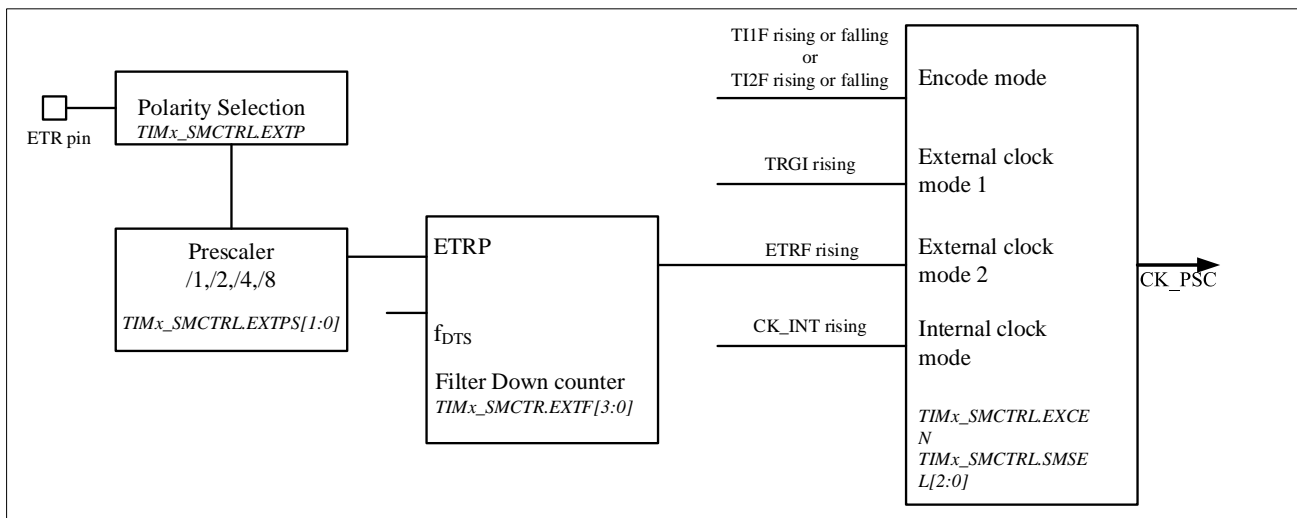 ETR pin
Polarity Selection
TIMx_SMCTRL.EXTP
Prescaler
/1,/2,/4,/8
TIMx_SMCTRL.EXTPS[1:0]
ETRP
fDTS
Filter Down counter
TIMx_SMCTR.EXTF[3:0]
TI1F rising or falling
or
TI2F rising or falling
TRGI rising
ETRF rising
CK_INT rising
Encode mode
External clock
mode 1
External clock
mode 2
Internal clock
mode
TIMx_SMCTRL.EXCE
N
TIMx_SMCTRL.SMSE
L[2:0]
CK_PSC